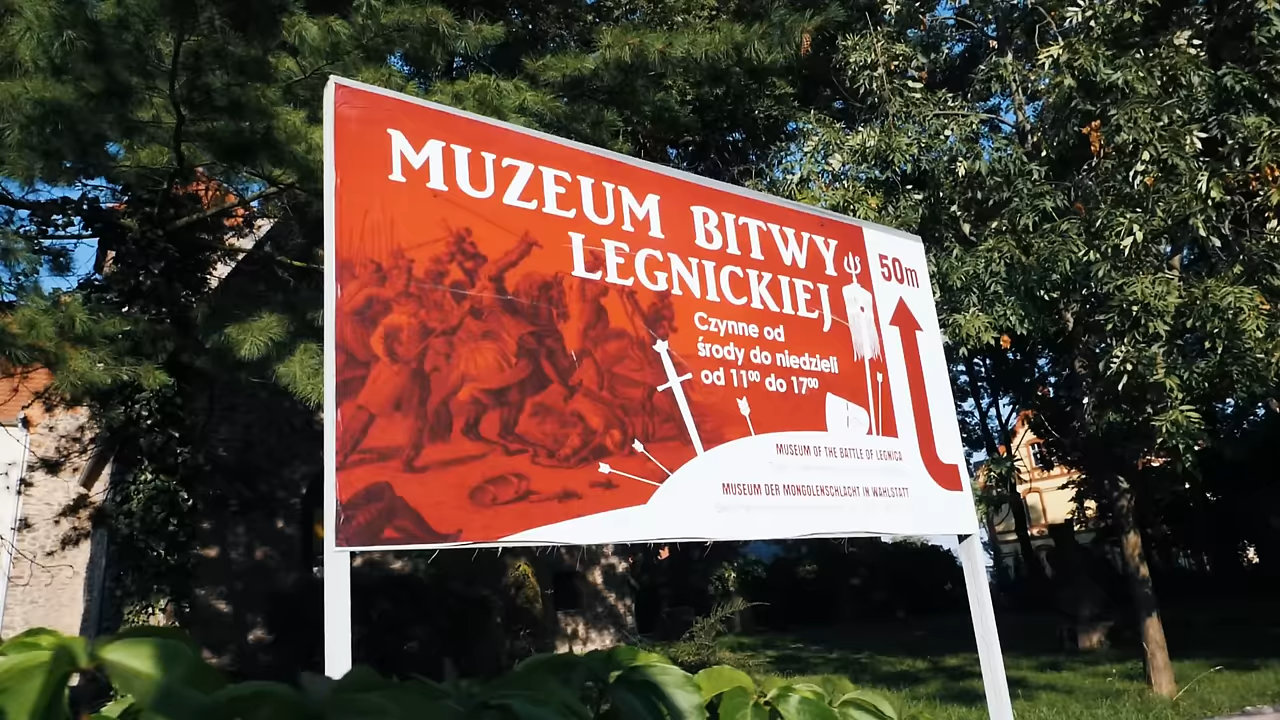 MUZEUM BITWY
LEGNICKIEJ
50m
Czynne od
środy do niedzieli
od 11⁰⁰ do 17⁰⁰
MUSEUM OF THE BATTLE OF LEGNICA
MUSEUM DER MONGOLENSCHLACHT IN WAHLSTATT